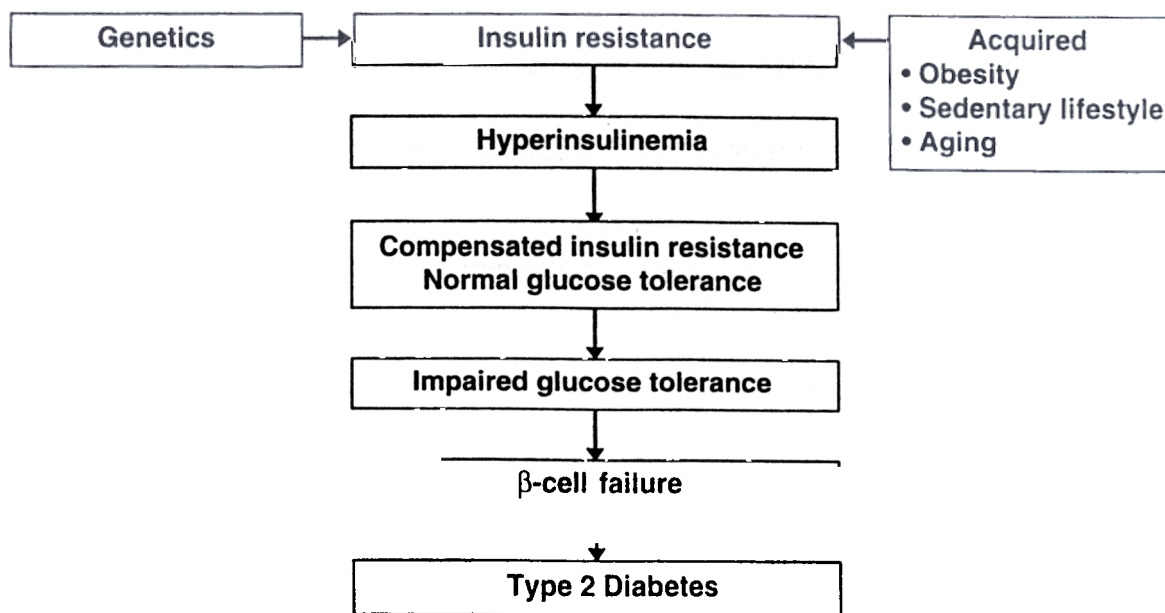 Genetics
Insulin resistance
Acquired
• Obesity
• Sedentary lifestyle
• Aging
Hyperinsulinemia
Compensated insulin resistance
Normal glucose tolerance
Impaired glucose tolerance
β-cell failure
Type 2 Diabetes